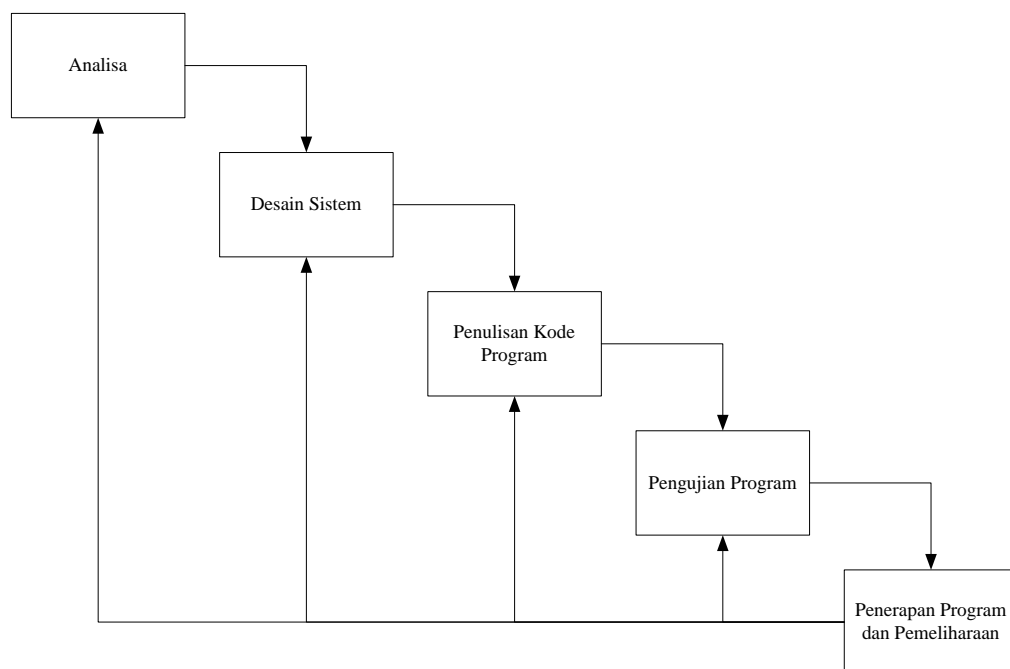 Analisa
Desain Sistem
Penulisan Kode
Program
Pengujian Program
Penerapan Program
dan Pemeliharaan